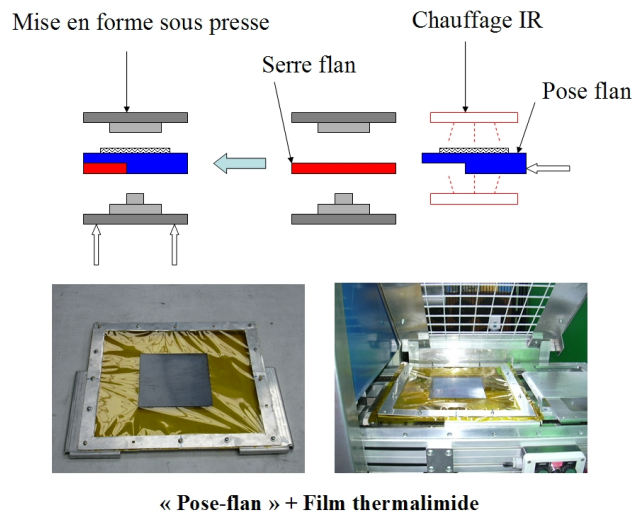 Mise en forme sous presse
Chauffage IR
Serre flan
Pose flan
« Pose-flan » + Film thermalimide